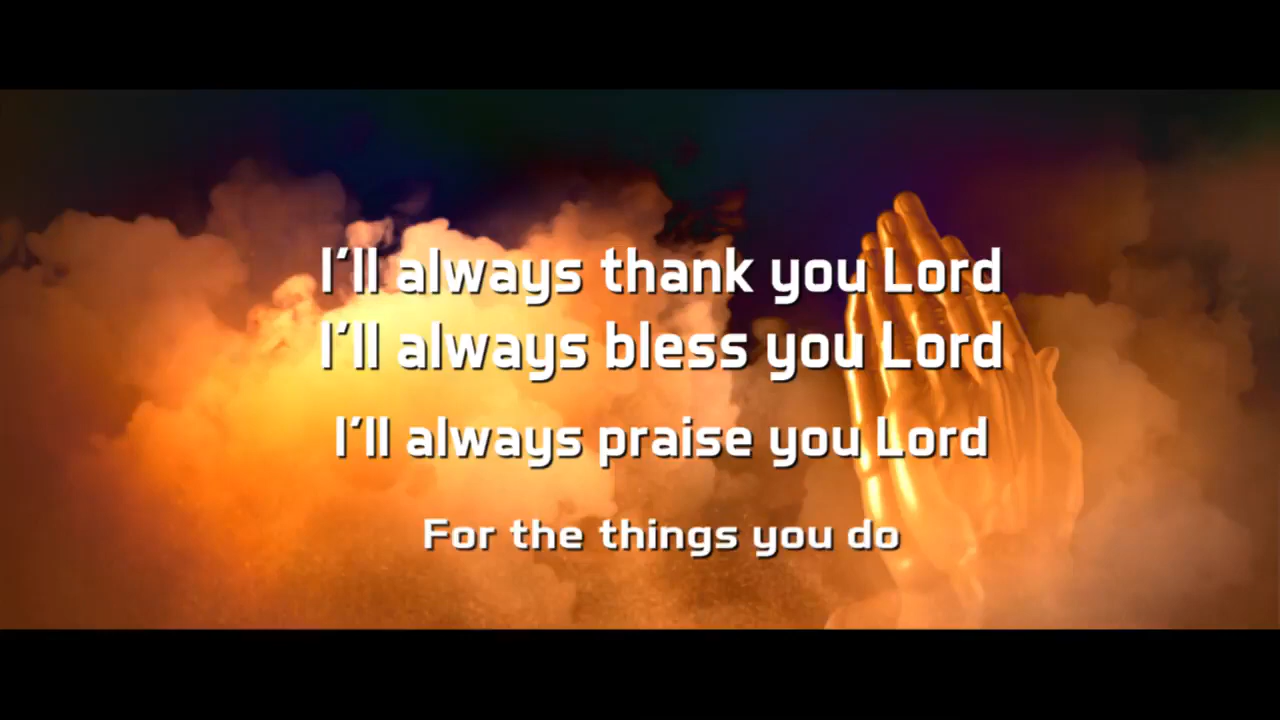 I'll always thank you Lord
I'll always bless you Lord
I'll always praise you Lord
For the things you do